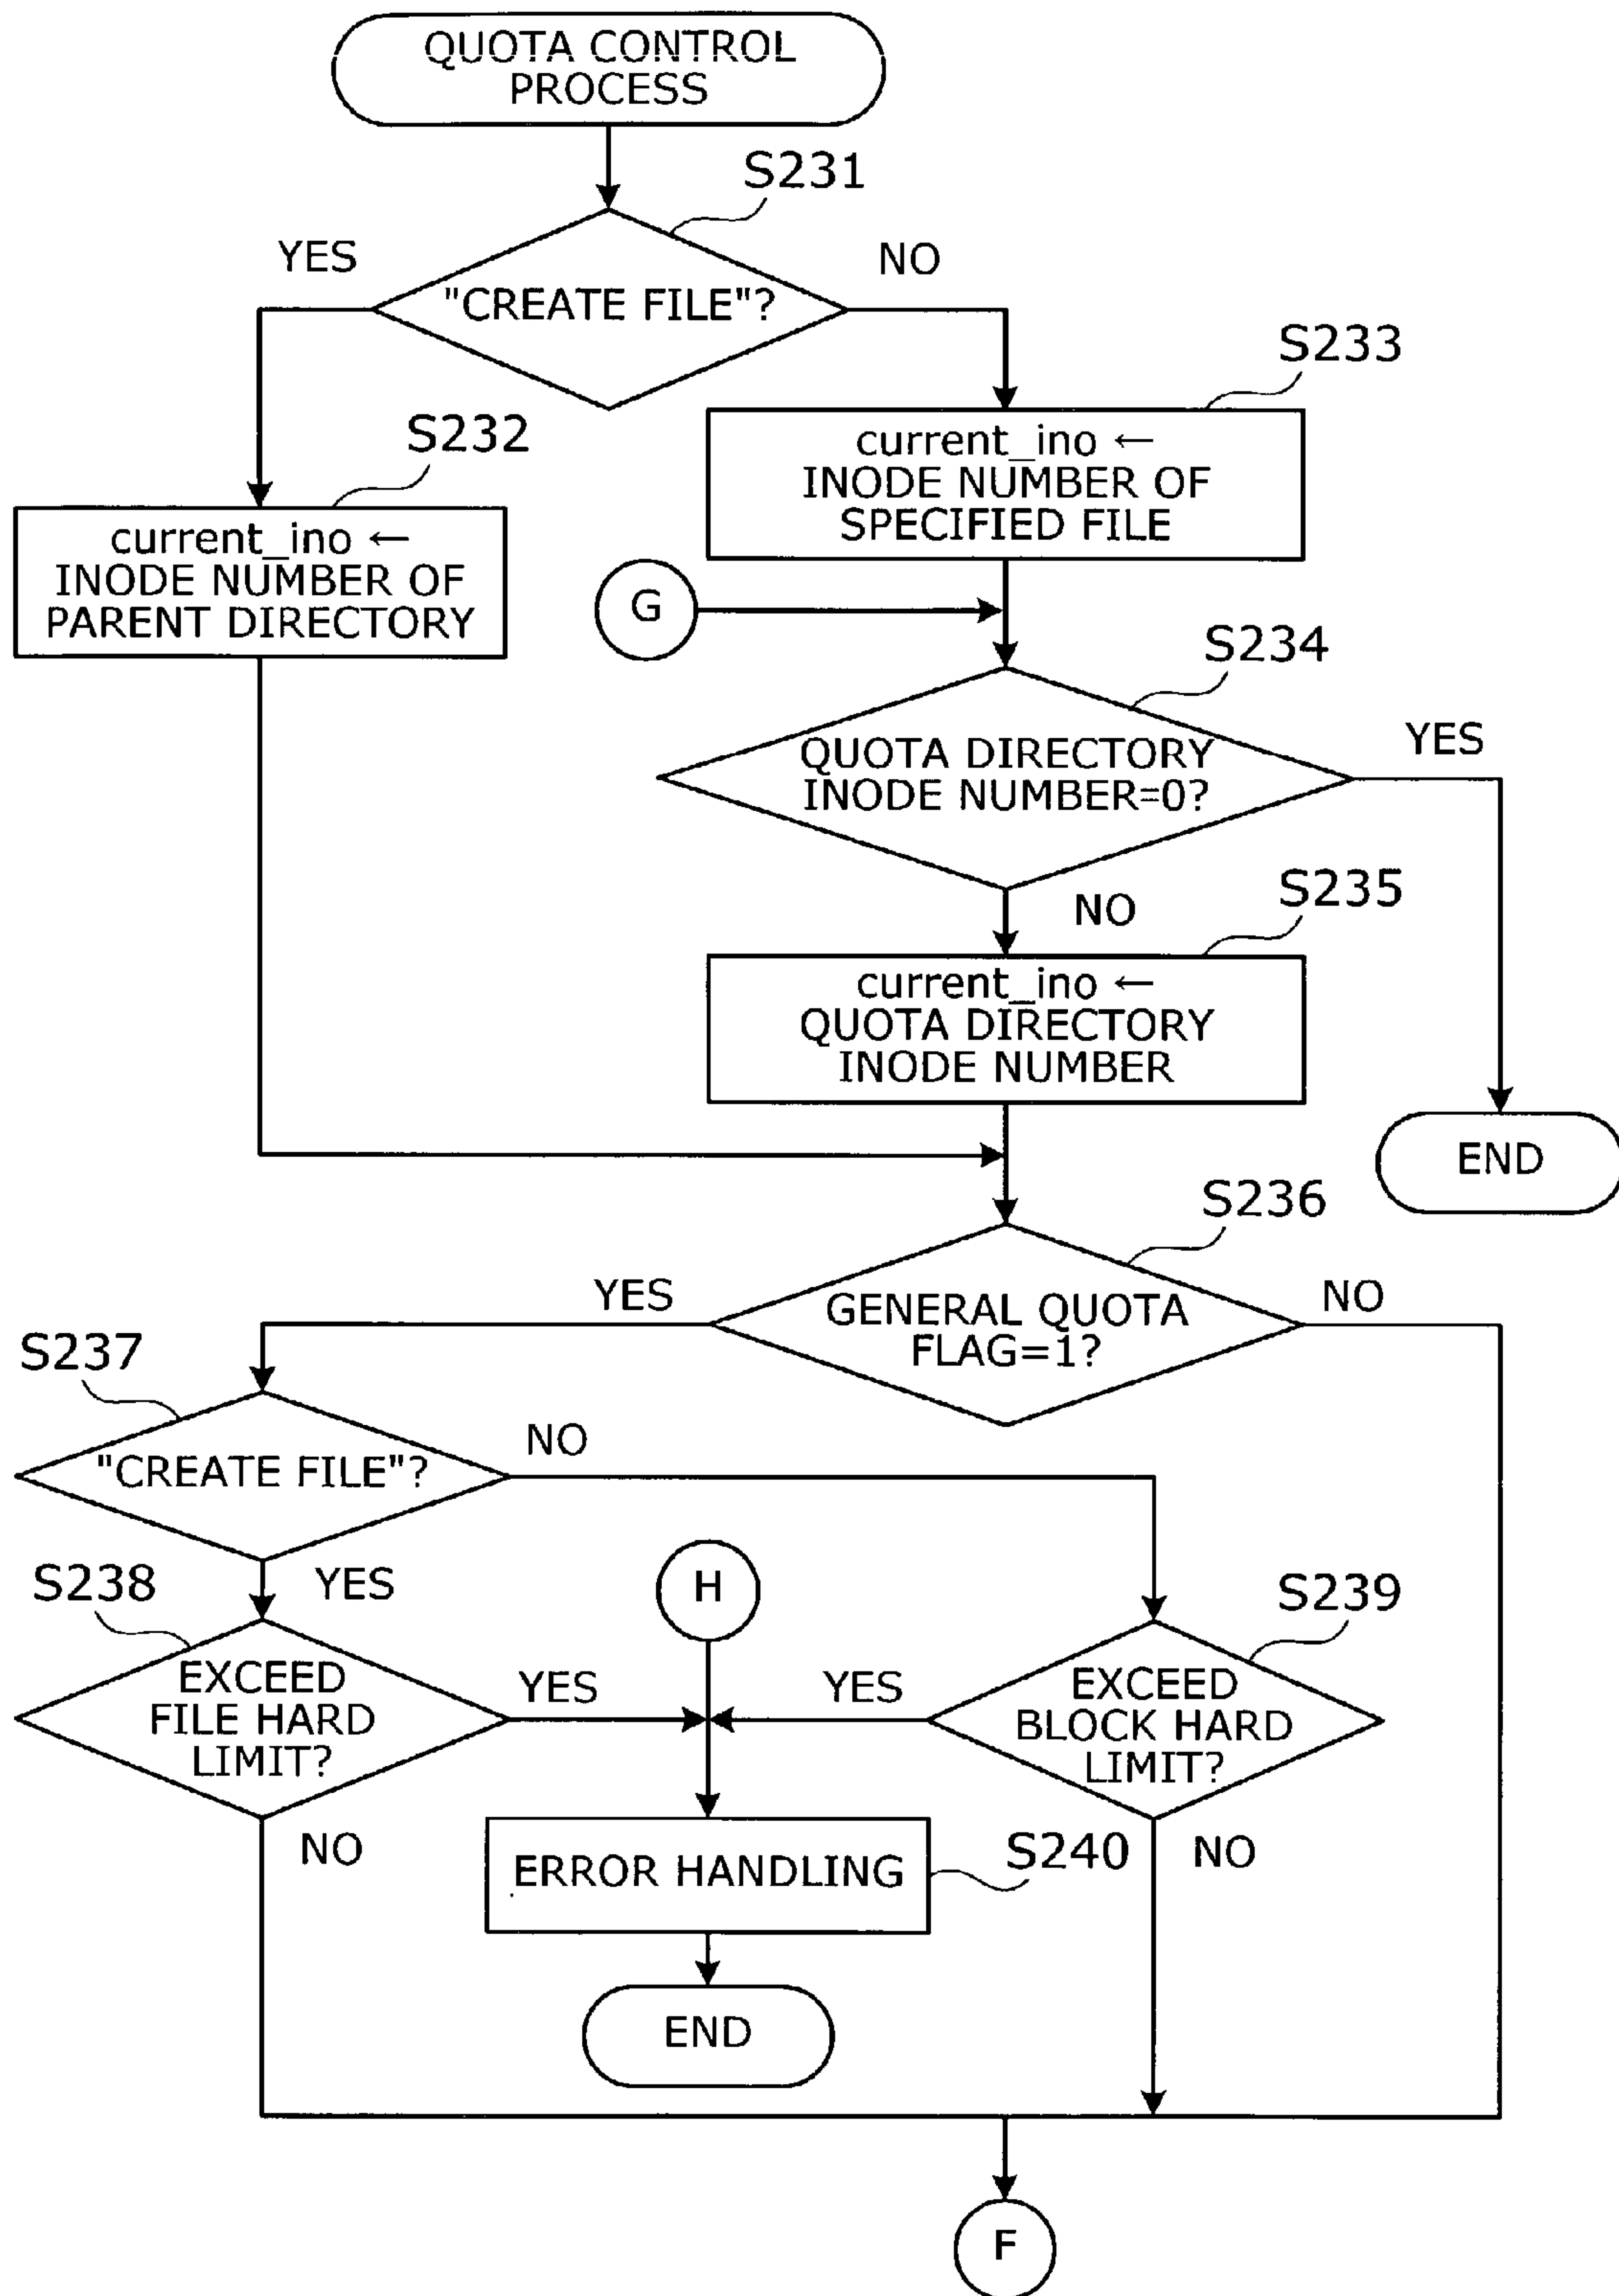 QUOTA CONTROL
PROCESS
S231
YES
NO
"CREATE FILE"?
S233
S232
current_ino ←
INODE NUMBER OF
SPECIFIED FILE
current_ino ←
INODE NUMBER OF
PARENT DIRECTORY
G
S234
QUOTA DIRECTORY
INODE NUMBER=0?
YES
NO
S235
current_ino ←
QUOTA DIRECTORY
INODE NUMBER
END
S236
YES
GENERAL QUOTA
FLAG=1?
NO
S237
"CREATE FILE"?
NO
S238
YES
H
S239
EXCEED
FILE HARD
LIMIT?
YES
YES
EXCEED
BLOCK HARD
LIMIT?
NO
ERROR HANDLING
S240
NO
END
F